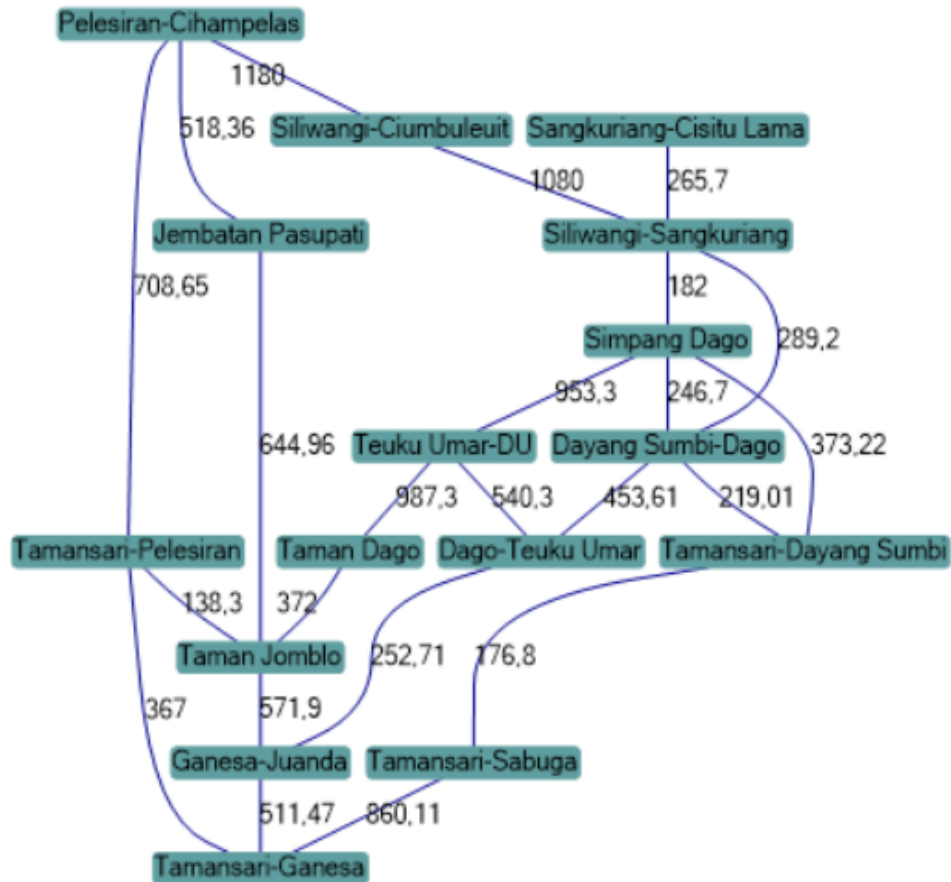 Pelesiran-Cihampelas
1180
518,36
Siliwangi-Ciumbuleuit
Sangkuriang-Cisitu Lama
1080
265,7
Jembatan Pasupati
Siliwangi-Sangkuriang
708,65
182
Simpang Dago
289,2
953,3
246,7
644,96
Teuku Umar-DU
Dayang Sumbi-Dago
373,22
987,3
540,3
453,61
219,01
Tamansari-Pelesiran
Taman Dago
Dago-Teuku Umar
Tamansari-Dayang Sumbi
138,3
372
Taman Jomblo
252,71
176,8
367
571,9
Ganesa-Juanda
Tamansari-Sabuga
511,47
860,11
Tamansari-Ganesa